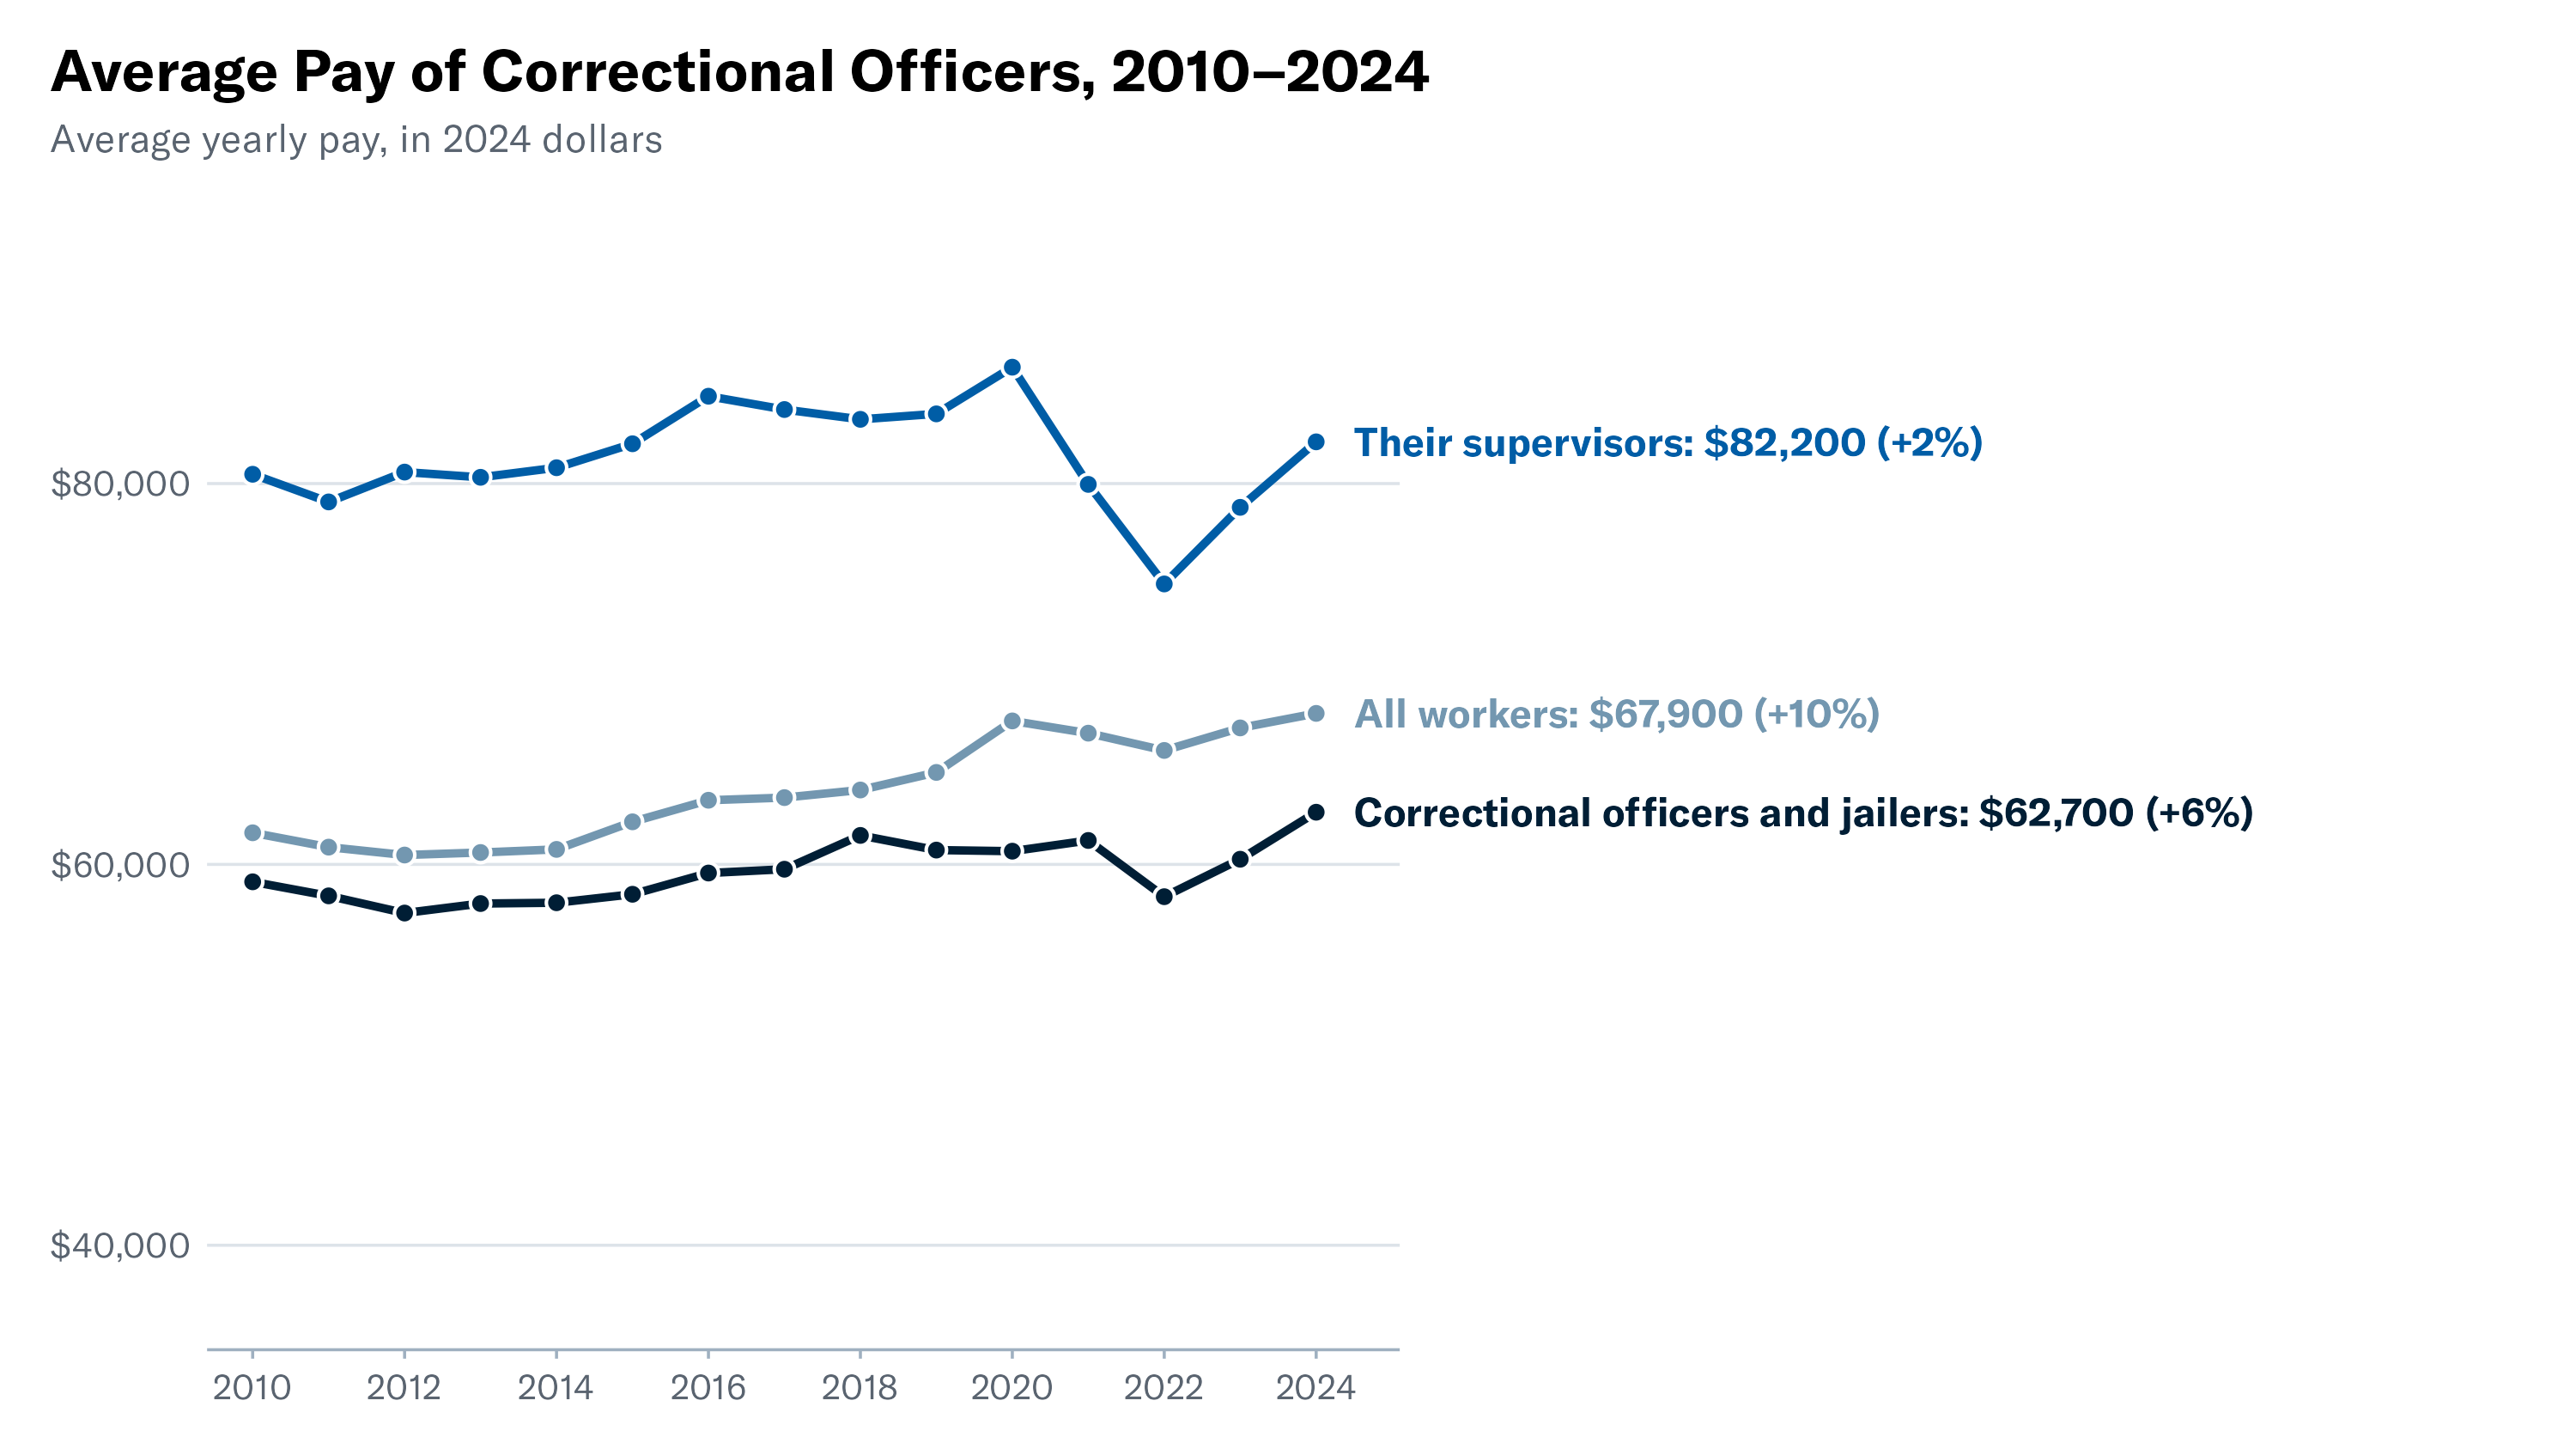 Average Pay of Correctional Officers, 2010–2024
Average yearly pay, in 2024 dollars
$80,000
Their supervisors: $82,200 (+2%)
All workers: $67,900 (+10%)
Correctional officers and jailers: $62,700 (+6%)
$60,000
$40,000
2010 2012 2014 2016 2018 2020 2022 2024